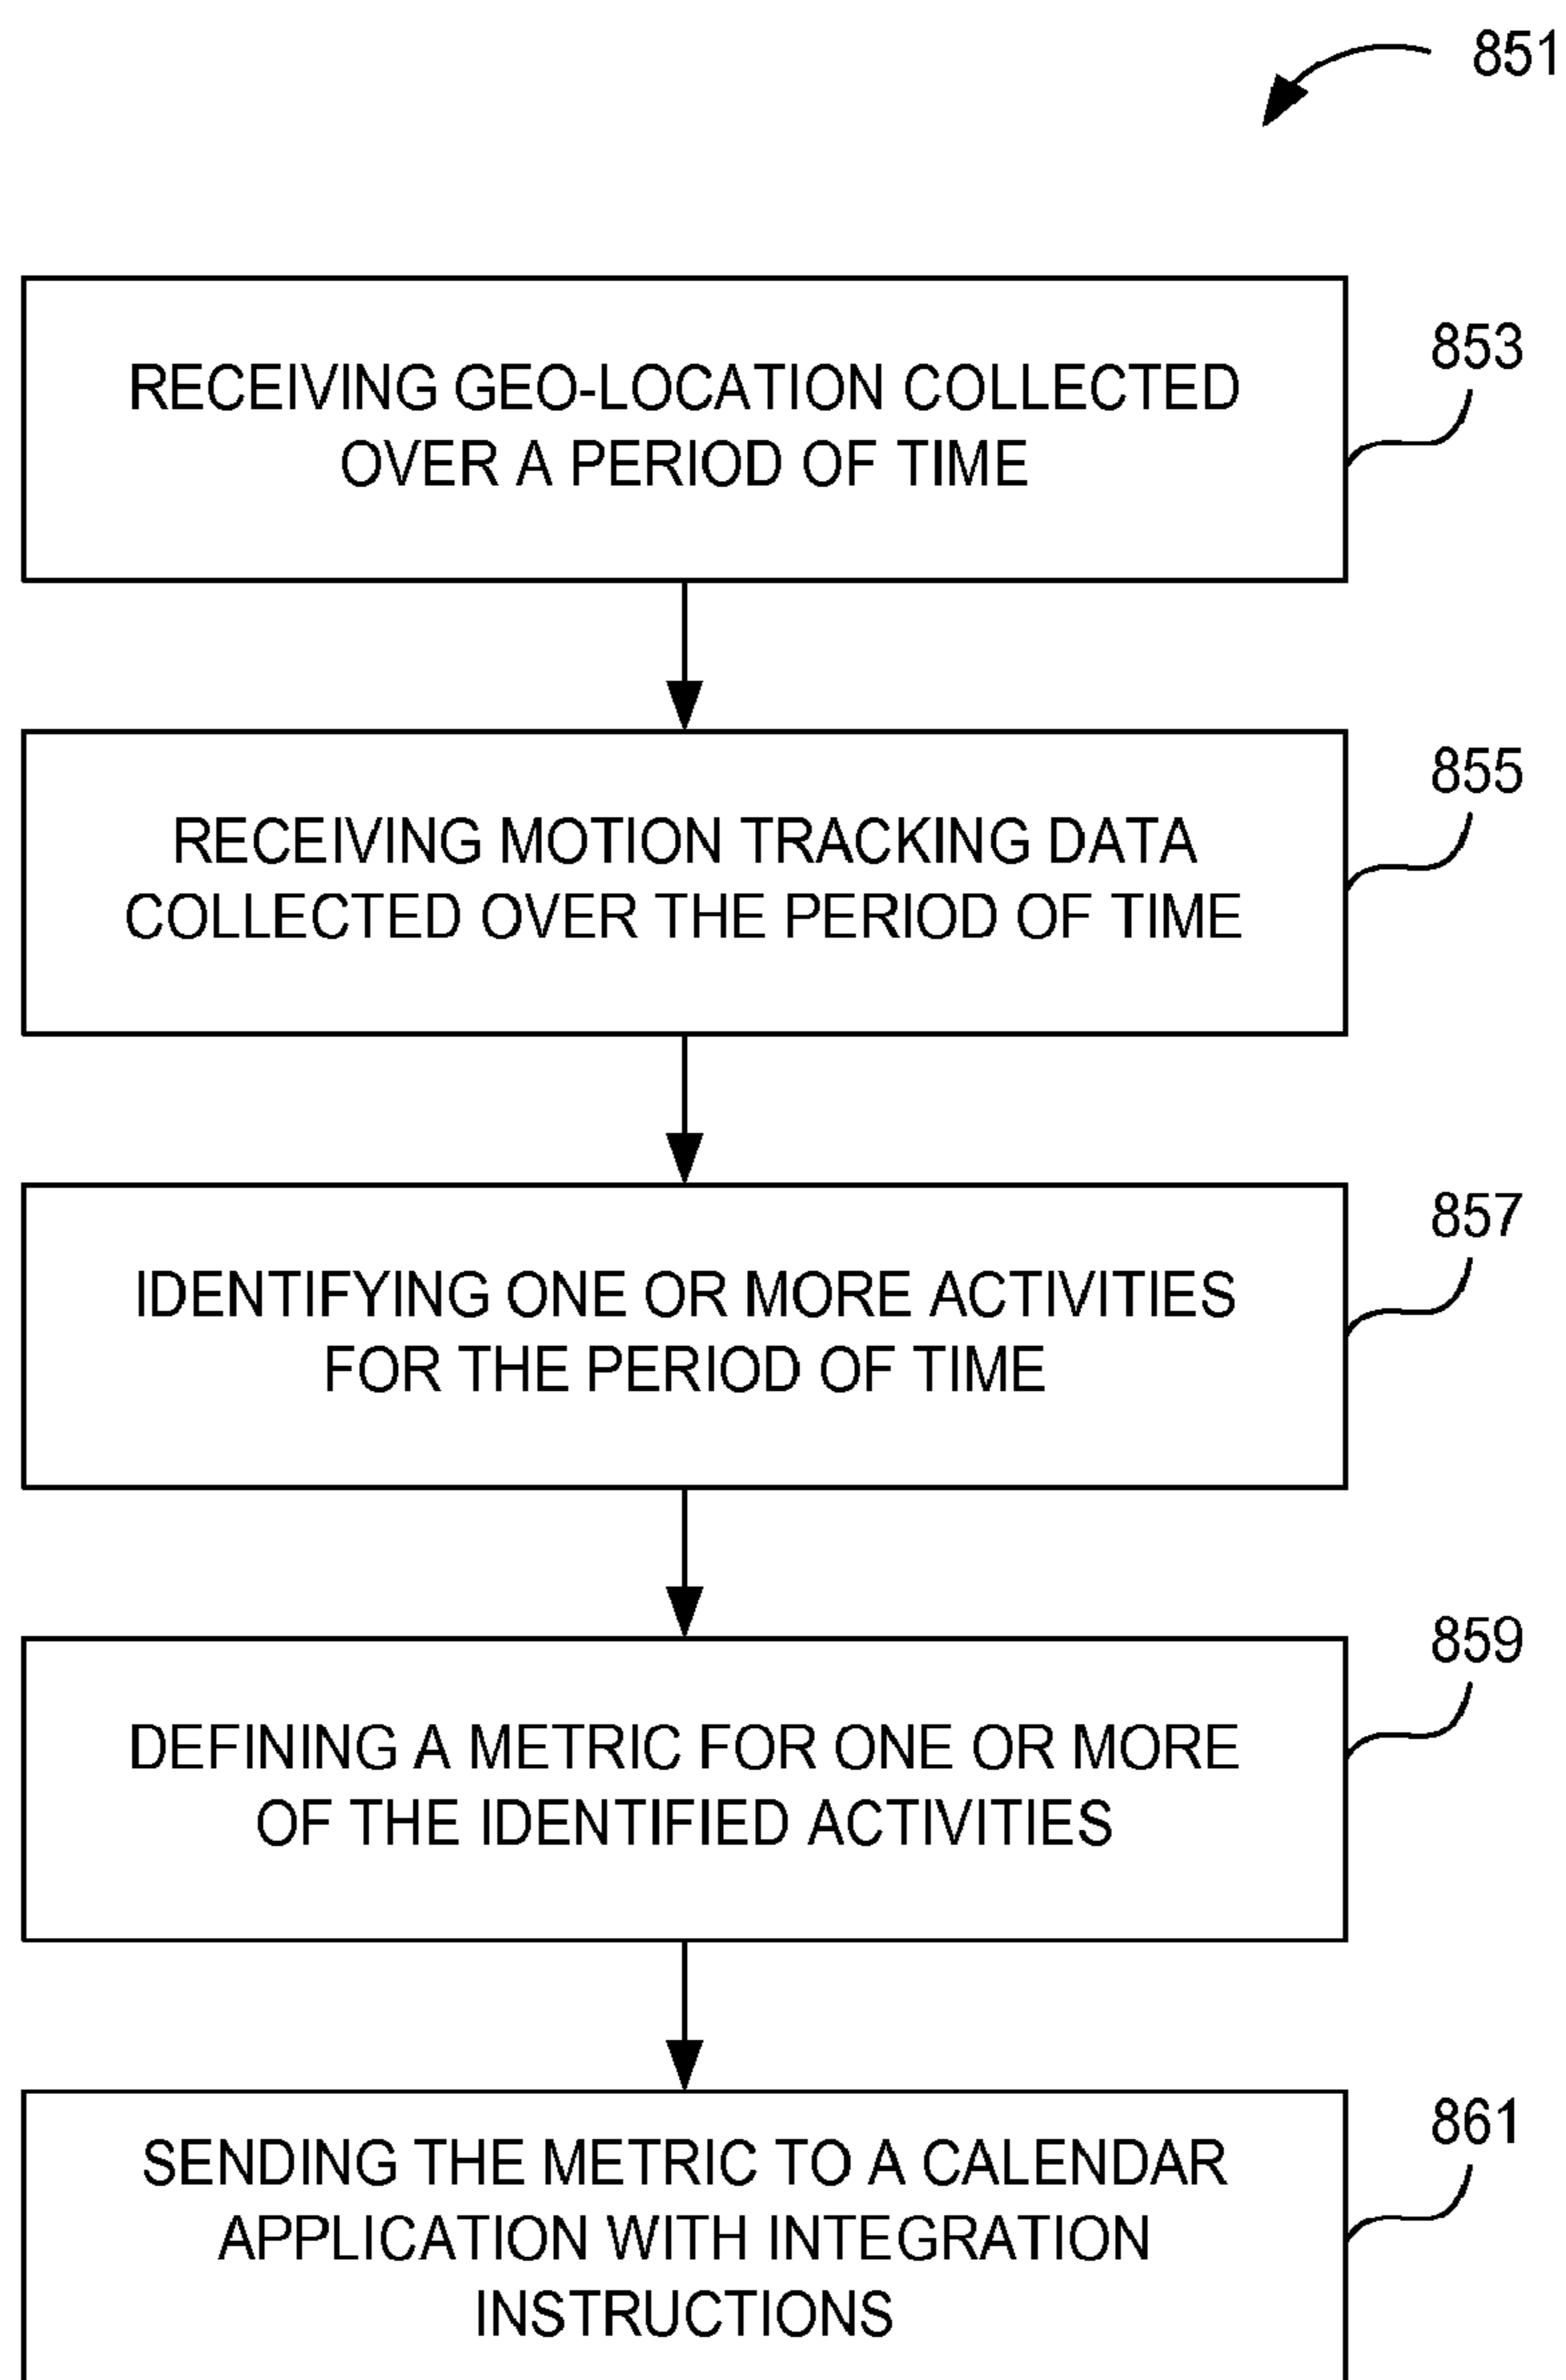 851
RECEIVING GEO-LOCATION COLLECTED
OVER A PERIOD OF TIME
853
RECEIVING MOTION TRACKING DATA
COLLECTED OVER THE PERIOD OF TIME
855
IDENTIFYING ONE OR MORE ACTIVITIES
FOR THE PERIOD OF TIME
857
DEFINING A METRIC FOR ONE OR MORE
OF THE IDENTIFIED ACTIVITIES
859
SENDING THE METRIC TO A CALENDAR
APPLICATION WITH INTEGRATION
INSTRUCTIONS
861